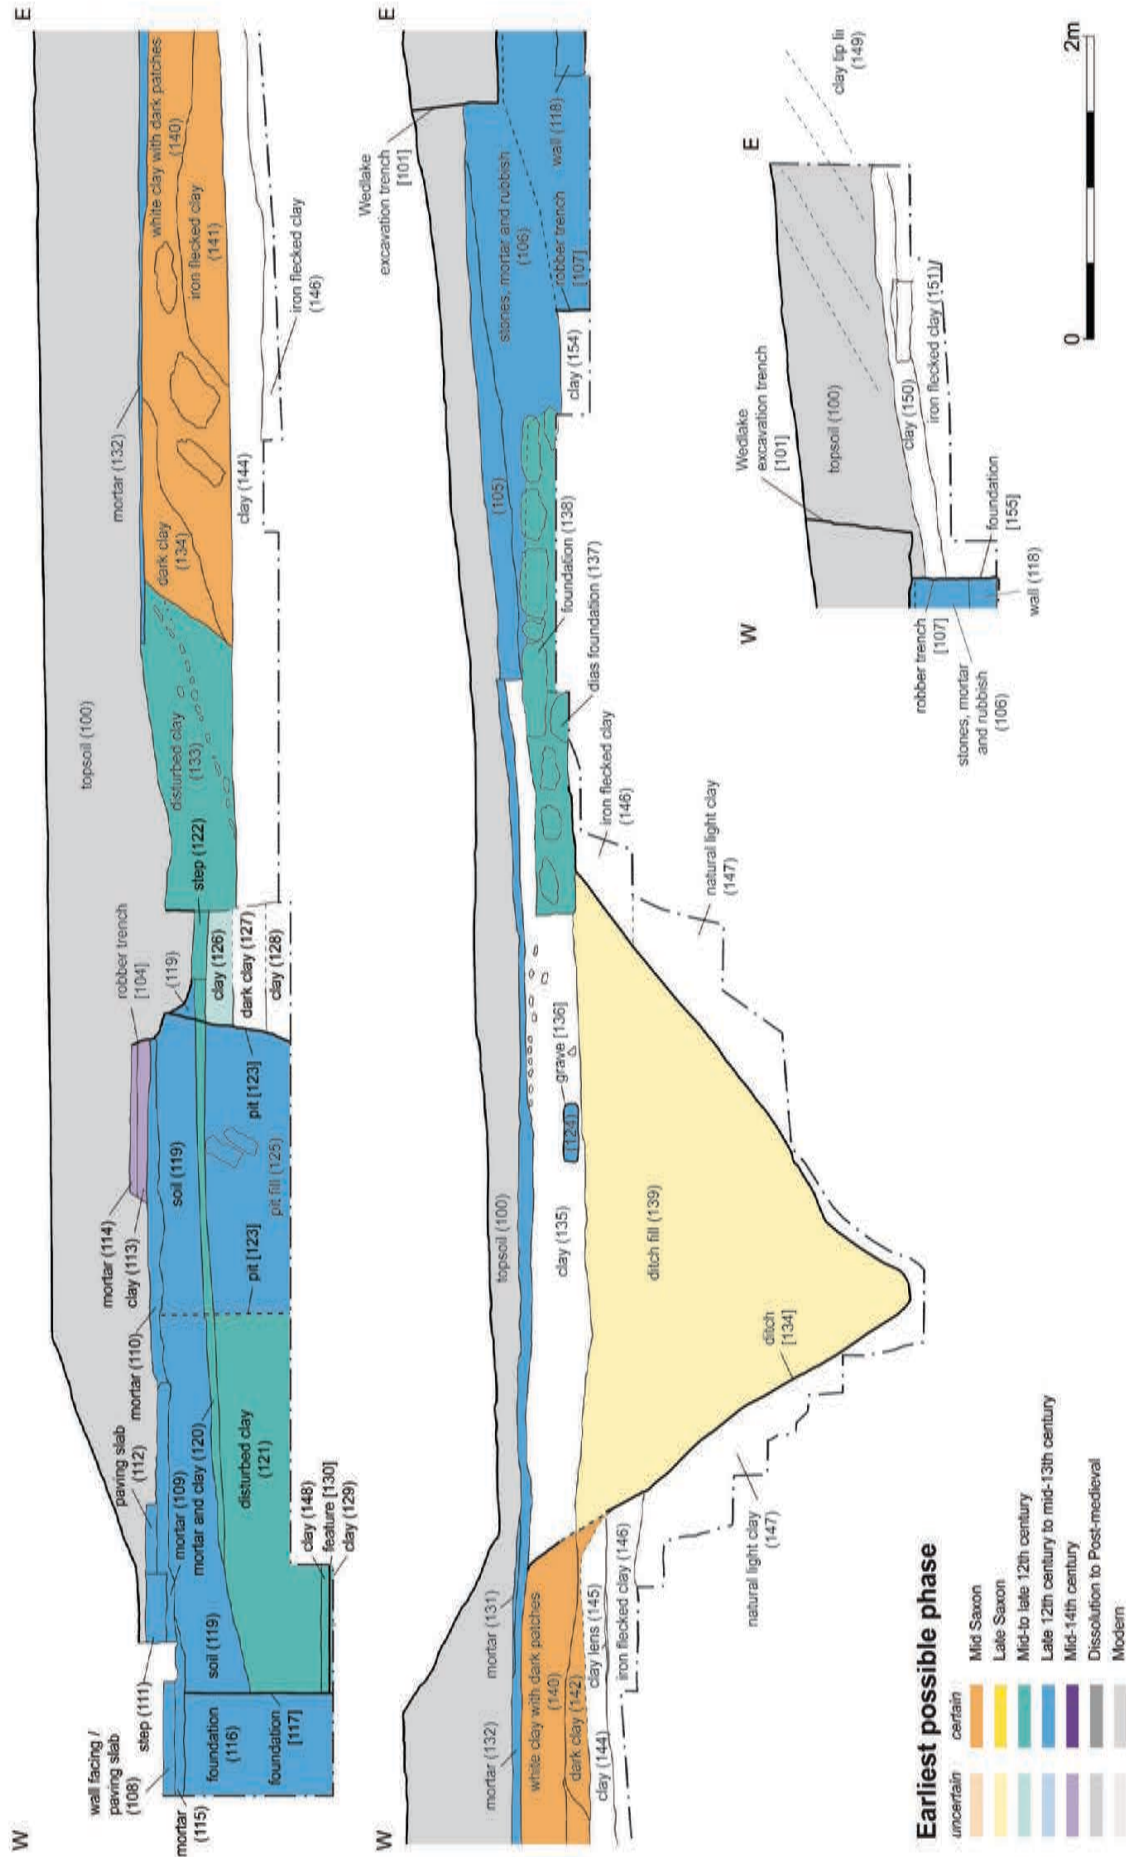 W
E
wall facing /
paving slab
(108)
step (111)
paving slab
(112)
mortar (110)
clay (113)
mortar (114)
robber trench
[104]
(119)
topsoil (100)
mortar (132)
white clay with dark patches
(140)
mortar
(115)
foundation
(116)
foundation
[117]
soil (119)
mortar (109)
mortar and clay (120)
disturbed clay
(121)
clay (148)
feature [130]
clay (129)
soil (119)
pit [123]
pit fill (125)
pit [123]
step (122)
clay (126)
dark clay (127)
clay (128)
disturbed clay
(133)
dark clay
(134)
clay (144)
iron flecked clay
(141)
iron flecked clay
(146)
W
E
mortar (132)
mortar (131)
white clay with dark patches
(140)
dark clay (142)
clay (144)
clay lens (145)
iron flecked clay (146)
natural light clay
(147)
ditch
[134]
topsoil (100)
clay (135)
ditch fill (139)
(124)
grave [136]
iron flecked clay
(146)
natural light clay
(147)
dias foundation (137)
foundation (138)
(105)
clay (154)
stones, mortar and rubbish
(106)
robber trench
[107]
wall (118)
Wedlake
excavation trench
[101]
W
E
Wedlake
excavation trench
[101]
topsoil (100)
clay (150)
iron flecked clay (151)
clay tip lii
(149)
robber trench
[107]
stones, mortar
and rubbish
(106)
wall (118)
foundation
[155]
0
2m
Earliest possible phase
uncertain
certain
Mid Saxon
Late Saxon
Mid-to late 12th century
Late 12th century to mid-13th century
Mid-14th century
Dissolution to Post-medieval
Modern